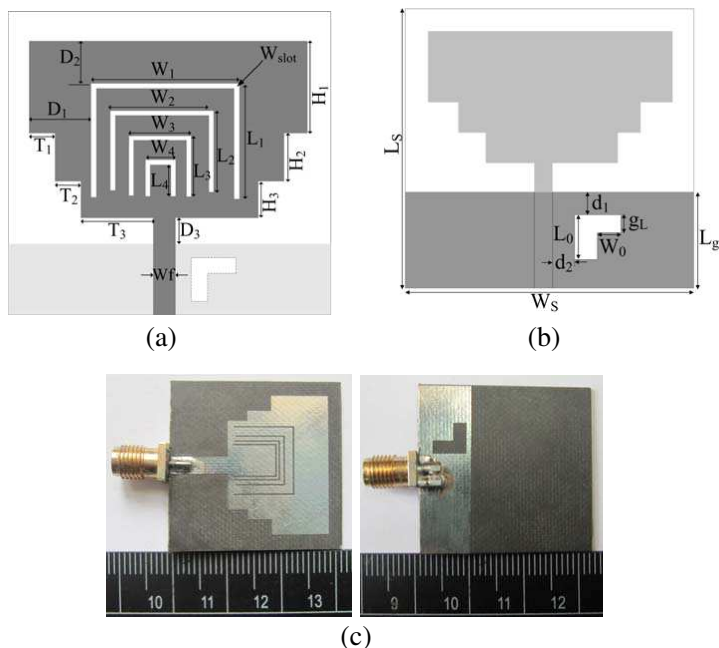 D2
W1
Wslot
H1
W2
D1
W3
L1
T1
W4
L2
H2
L4
L3
T2
H3
T3
D3
Wf
(a)
LS
d1
L0
gL
Lg
W0
d2
WS
(b)
10 11 12 13
9 10 11 12
(c)